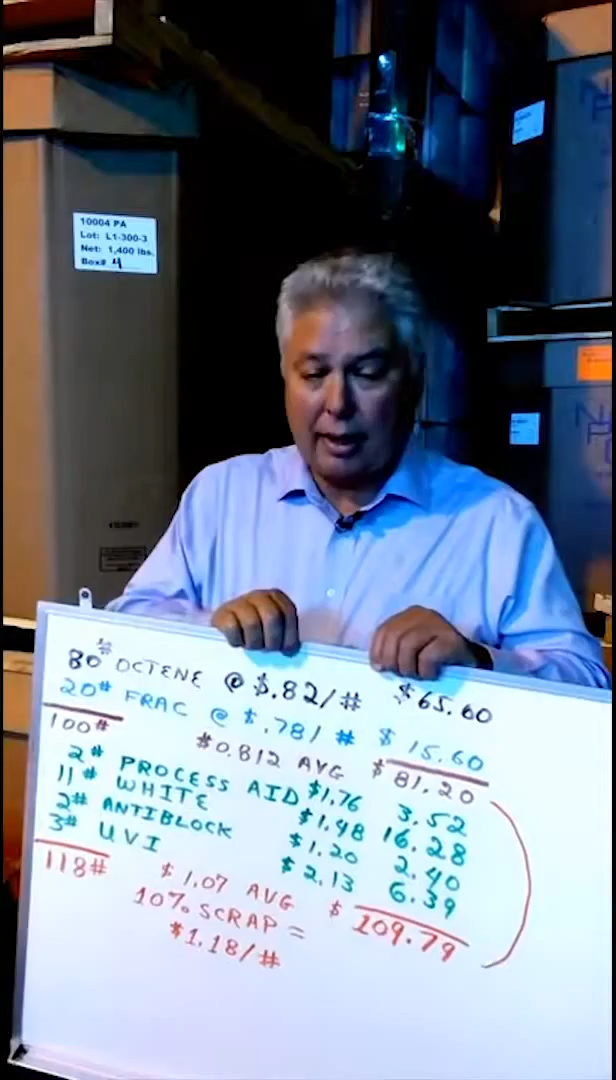 10004 PA
Lot: L1-300-3
Net: 1,400 lbs.
Box# 4
80# OCTENE @ $.82/# $65.60
20# FRAC @ $.78/ # $ 15.60
100# $0.812 AVG $81.20
2# PROCESS AID $1.76 3.52
11# WHITE $1.48 16.28
2# ANTIBLOCK $1.20 2.40
3# UVI $2.13 6.39
118# $1.07 AVG $109.79
10% SCRAP =
$1.18/#